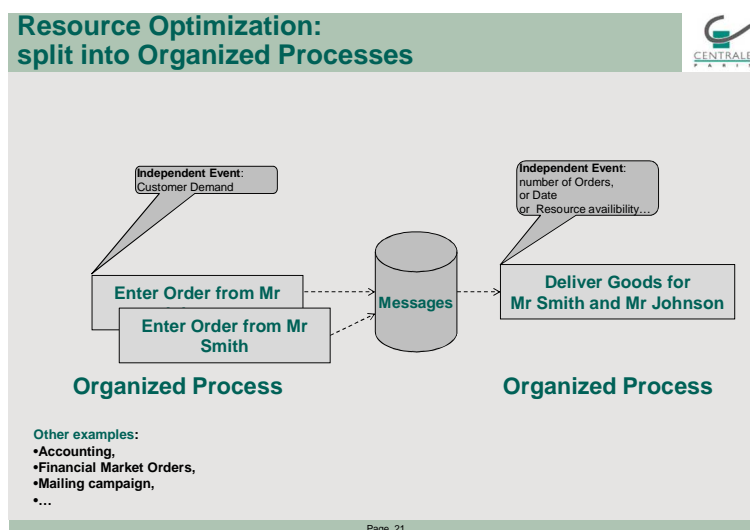 Resource Optimization:
split into Organized Processes
CENTRALE
PARIS
Independent Event:
Customer Demand
Independent Event:
number of Orders,
or Date
or Resource availibility...
Enter Order from Mr
Enter Order from Mr
Smith
Messages
Deliver Goods for
Mr Smith and Mr Johnson
Organized Process
Organized Process
Other examples:
•Accounting,
•Financial Market Orders,
•Mailing campaign,
•...
Page 21